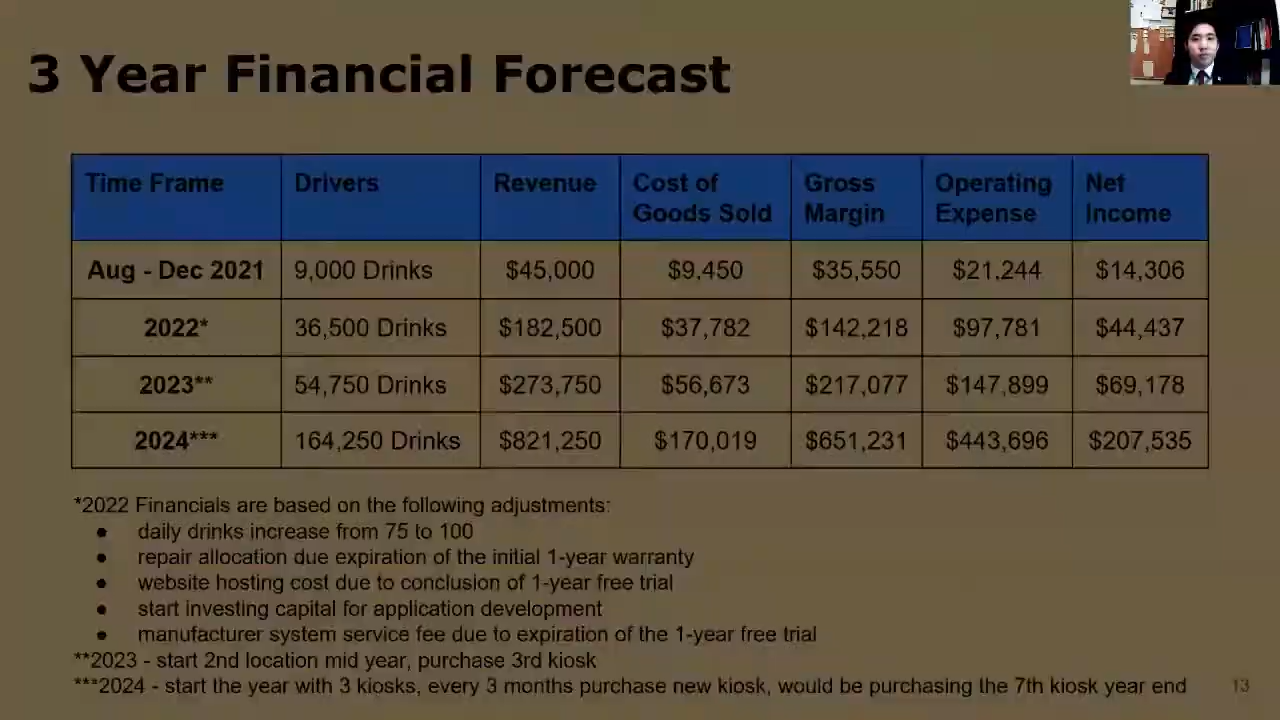 3 Year Financial Forecast
Time Frame Drivers Revenue Cost of Goods Sold Gross Margin Operating Expense Net Income
Aug - Dec 2021 9,000 Drinks $45,000 $9,450 $35,550 $21,244 $14,306
2022* 36,500 Drinks $182,500 $37,782 $142,218 $97,781 $44,437
2023** 54,750 Drinks $273,750 $56,673 $217,077 $147,899 $69,178
2024*** 164,250 Drinks $821,250 $170,019 $651,231 $443,696 $207,535
*2022 Financials are based on the following adjustments:
● daily drinks increase from 75 to 100
● repair allocation due expiration of the initial 1-year warranty
● website hosting cost due to conclusion of 1-year free trial
● start investing capital for application development
● manufacturer system service fee due to expiration of the 1-year free trial
**2023 - start 2nd location mid year, purchase 3rd kiosk
***2024 - start the year with 3 kiosks, every 3 months purchase new kiosk, would be purchasing the 7th kiosk year end
13